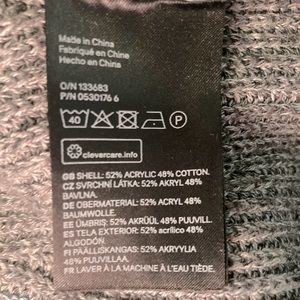 Made in China
Fabriqué en Chine
Hecho en China
O/N 133683
P/N 0530176 6
40 P
clevercare.info
GB SHELL: 52% ACRYLIC 48% COTTON.
CZ SVRCHNÍ LÁTKA: 52% AKRYL 48%
BAVLNA.
DE OBERMATERIAL: 52% ACRYL 48%
BAUMWOLLE.
EE ÜMBRIS: 52% AKRÜÜL 48% PUUVILL.
ES TELA EXTERIOR: 52% acrílico 48%
ALGODÓN.
FI PÄÄLLISKANGAS: 52% AKRYYLIA
48% PUUVILLAA.
FR LAVER À LA MACHINE À L'EAU TIÈDE.